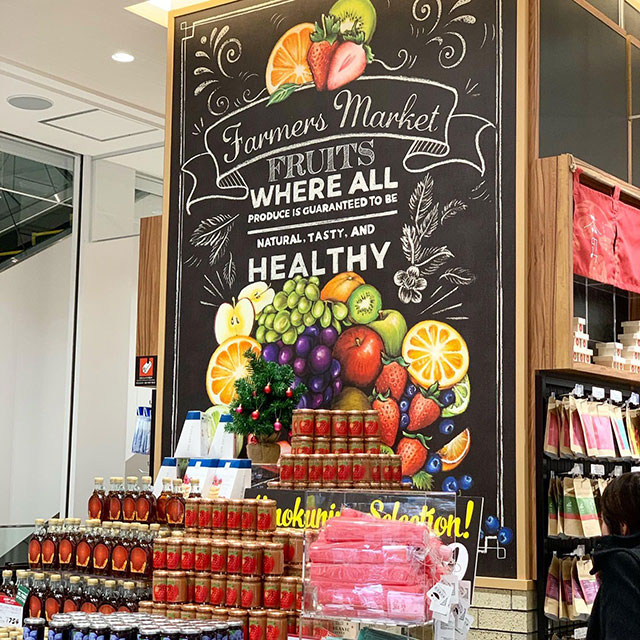 Farmers Market
FRUITS
WHERE ALL
PRODUCE IS GUARANTEED TO BE
NATURAL, TASTY, AND
HEALTHY
Selection!